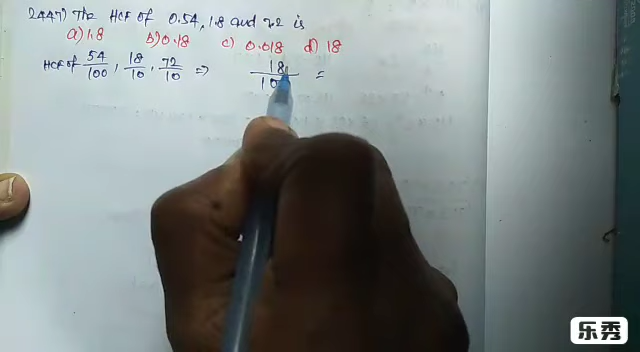 2447) The HCF of 0.54, 1.8 and 7.2 is
a) 1.8 b) 0.18 c) 0.018 d) 18
HCF of 54/100, 18/10, 72/10 ⇒ 18/10 =
乐秀